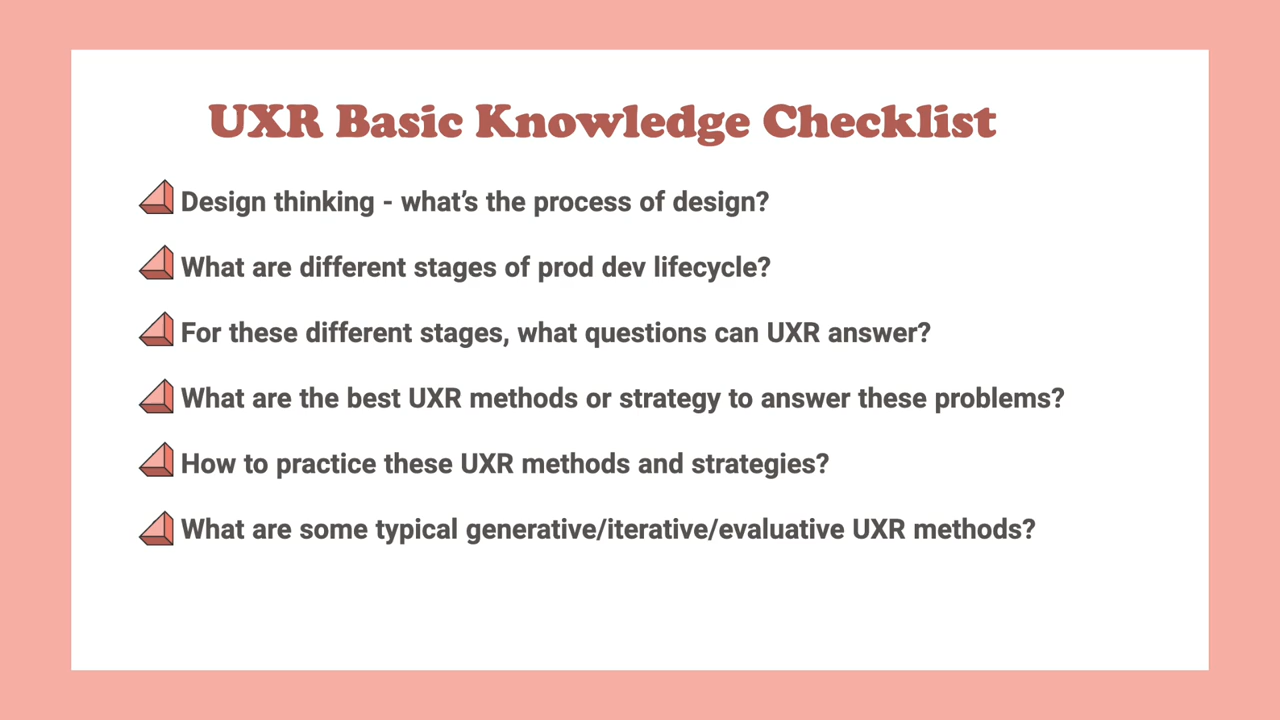 UXR Basic Knowledge Checklist
Design thinking - what's the process of design?
What are different stages of prod dev lifecycle?
For these different stages, what questions can UXR answer?
What are the best UXR methods or strategy to answer these problems?
How to practice these UXR methods and strategies?
What are some typical generative/iterative/evaluative UXR methods?